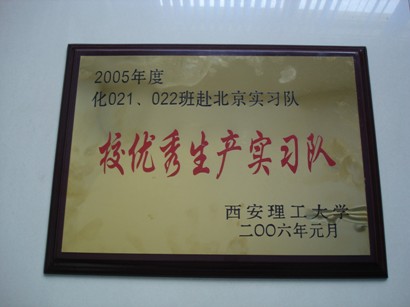 2005年度
化021、022班赴北京实习队
校优秀生产实习队
西安理工大学
二〇〇六年元月